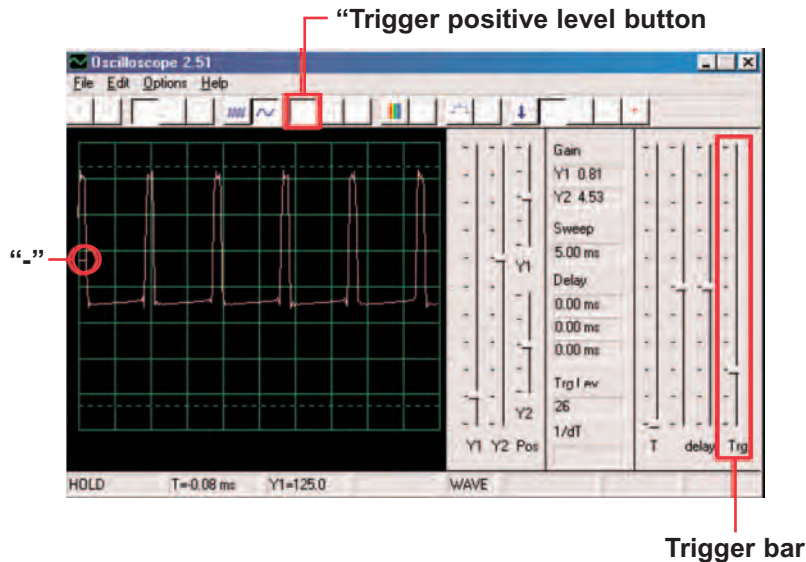 “Trigger positive level button
Oscilloscope 2.51
File Edit Options Help
Gain
Y1 0.81
Y2 4.53
Sweep
5.00 ms
Delay
0.00 ms
0.00 ms
0.00 ms
Trg Lev
26
1/dT
“-”
Y1
Y2
Y1 Y2 Pos
T delay Trg
HOLD T=-0.08 ms Y1=125.0 WAVE
Trigger bar